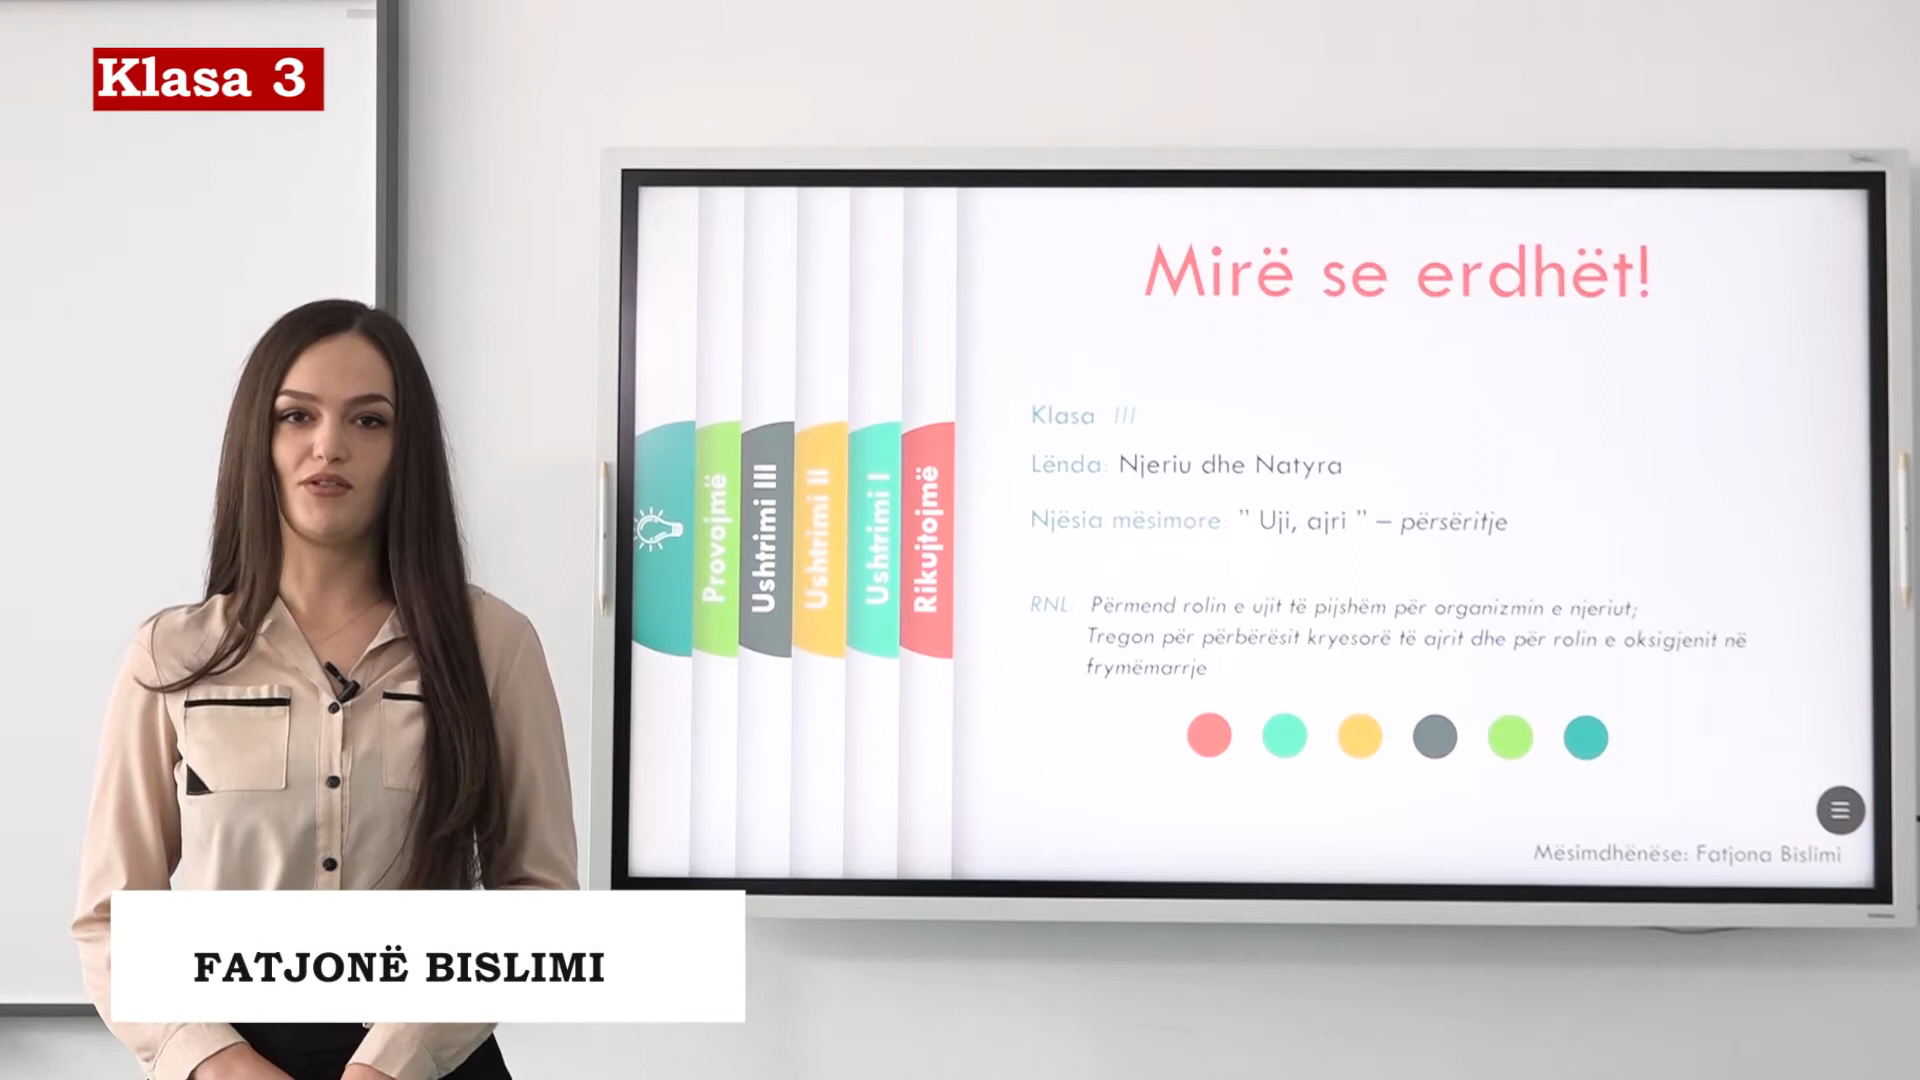 Klasa 3
Mirë se erdhët!
Klasa III
Lënda: Njeriu dhe Natyra
Njësia mësimore: " Uji, ajri " – përsëritje
RNL: Përmend rolin e ujit të pijshëm për organizmin e njeriut;
Tregon për përbërësit kryesorë të ajrit dhe për rolin e oksigjenit në
frymëmarrje
Provojmë
Ushtrimi III
Ushtrimi II
Ushtrimi I
Rikujtojmë
Mësimdhënëse: Fatjona Bislimi
FATJONË BISLIMI